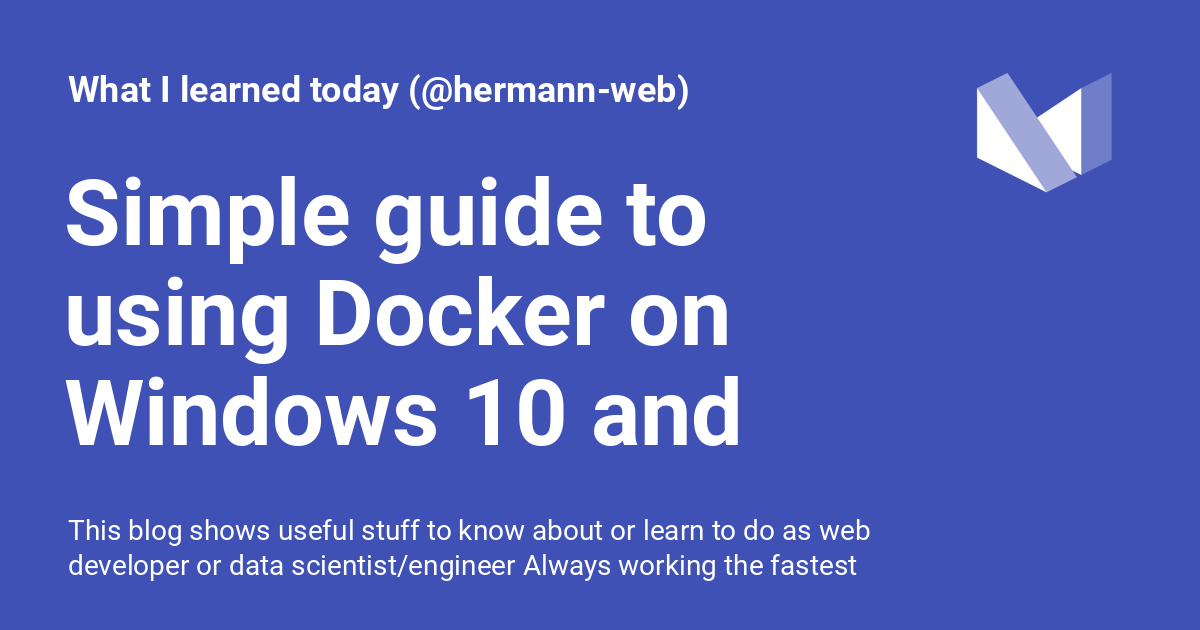 What I learned today (@hermann-web)
Simple guide to
using Docker on
Windows 10 and
This blog shows useful stuff to know about or learn to do as web
developer or data scientist/engineer Always working the fastest